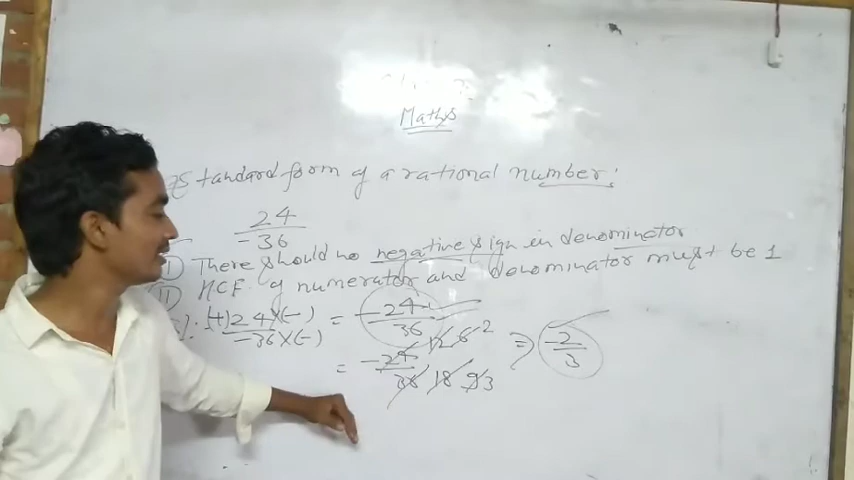 Maths
Standard form of a rational number:
24
-36
(I) There should no negative sign in denominator
(II) HCF of numerator and denominator must be 1
(+)24×(-) = -24
-36×(-) 36
= -24 12 6 2 ⇒ -2
36 18 9 3 3